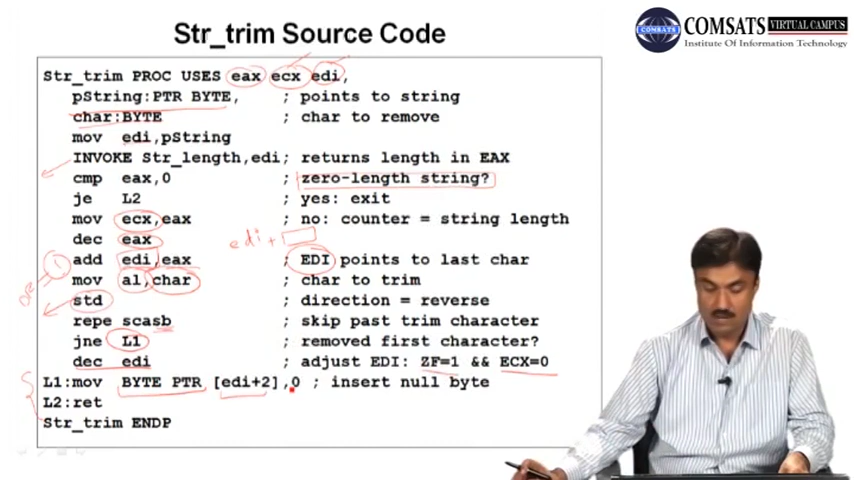 Str_trim Source Code
COMSATS VIRTUAL CAMPUS
COMSATS
Institute Of Information Technology
Str_trim PROC USES eax ecx edi,
pString:PTR BYTE, ; points to string
char:BYTE ; char to remove
mov edi,pString
INVOKE Str_length,edi; returns length in EAX
cmp eax,0 ; zero-length string?
je L2 ; yes: exit
mov ecx,eax ; no: counter = string length
dec eax
edi +
add edi,eax ; EDI points to last char
mov al,char ; char to trim
std ; direction = reverse
repe scasb ; skip past trim character
jne L1 ; removed first character?
dec edi ; adjust EDI: ZF=1 && ECX=0
L1:mov BYTE PTR [edi+2],0 ; insert null byte
L2:ret
Str_trim ENDP